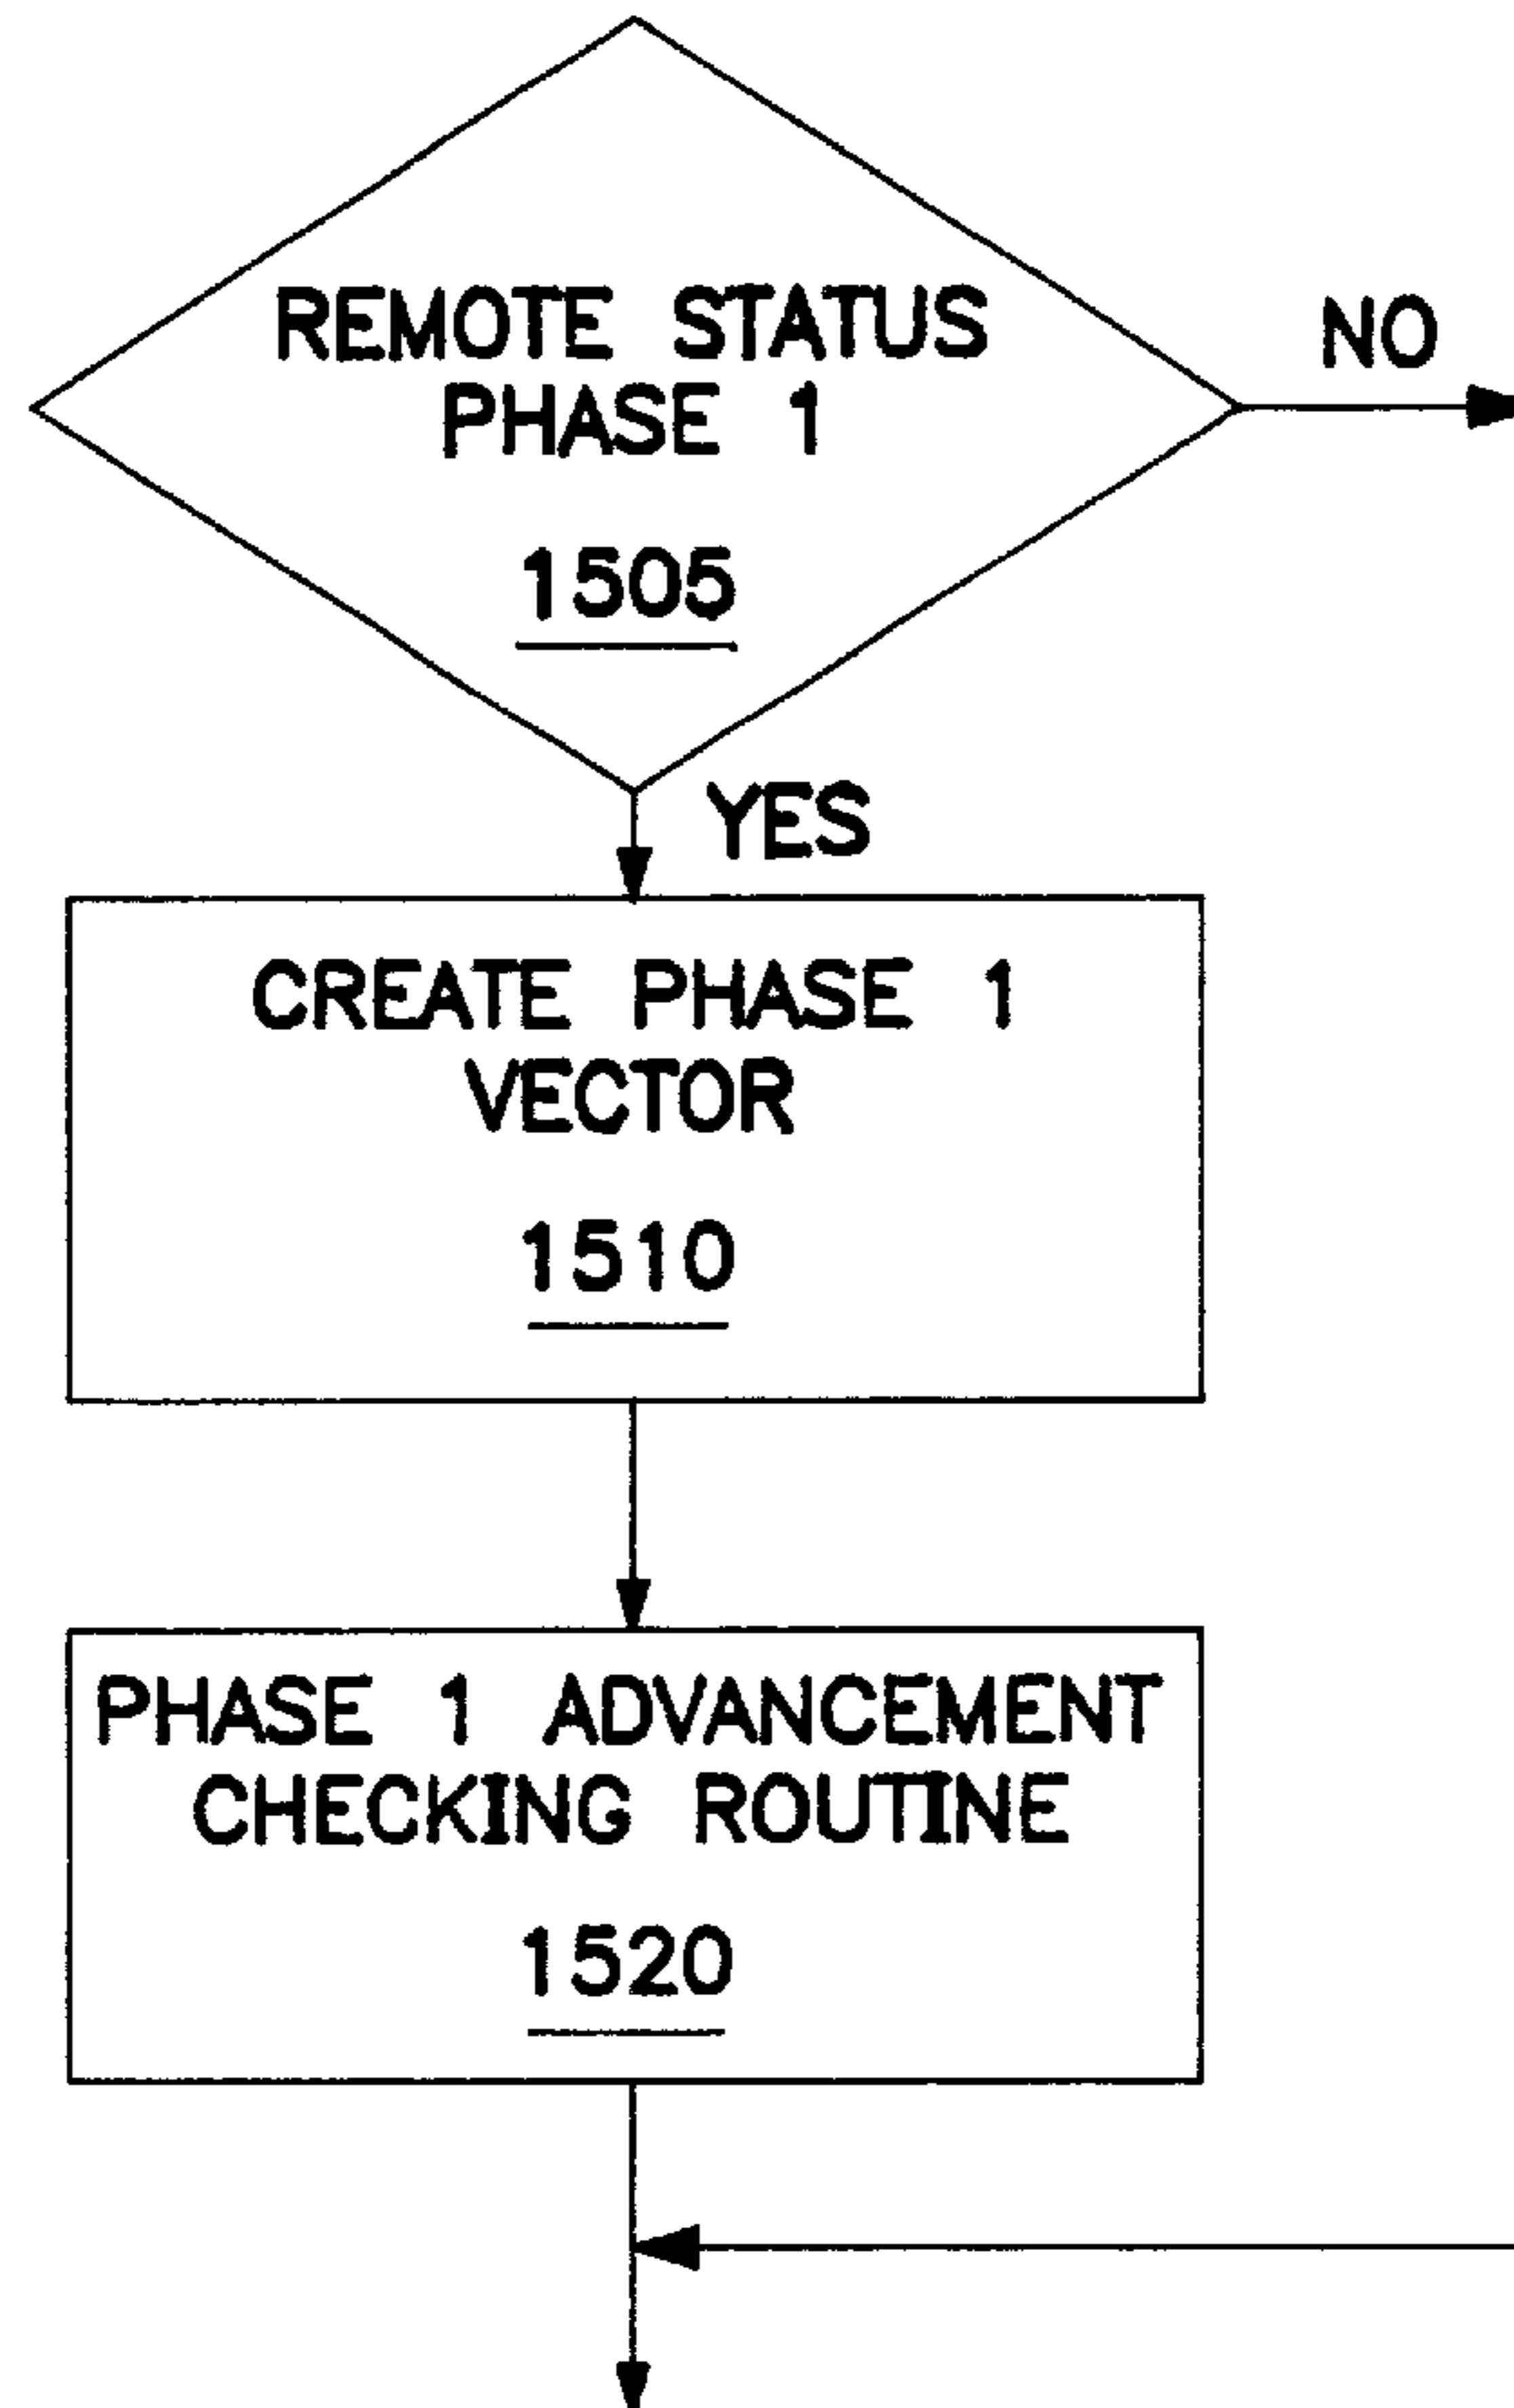 REMOTE STATUS
NO
PHASE 1
1505
YES
CREATE PHASE 1
VECTOR
1510
PHASE 1 ADVANCEMENT
CHECKING ROUTINE
1520